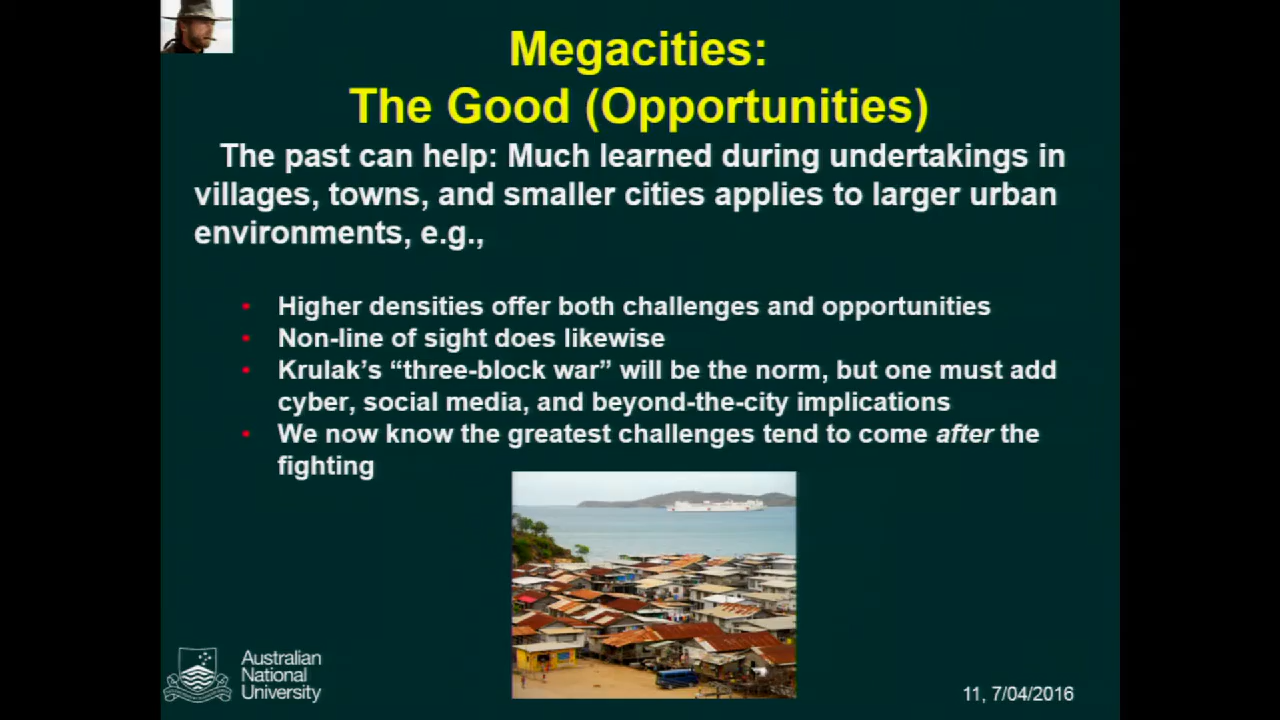 Megacities:
The Good (Opportunities)
The past can help: Much learned during undertakings in
villages, towns, and smaller cities applies to larger urban
environments, e.g.,
• Higher densities offer both challenges and opportunities
• Non-line of sight does likewise
• Krulak’s “three-block war” will be the norm, but one must add
cyber, social media, and beyond-the-city implications
• We now know the greatest challenges tend to come after the
fighting
Australian
National
University
11, 7/04/2016